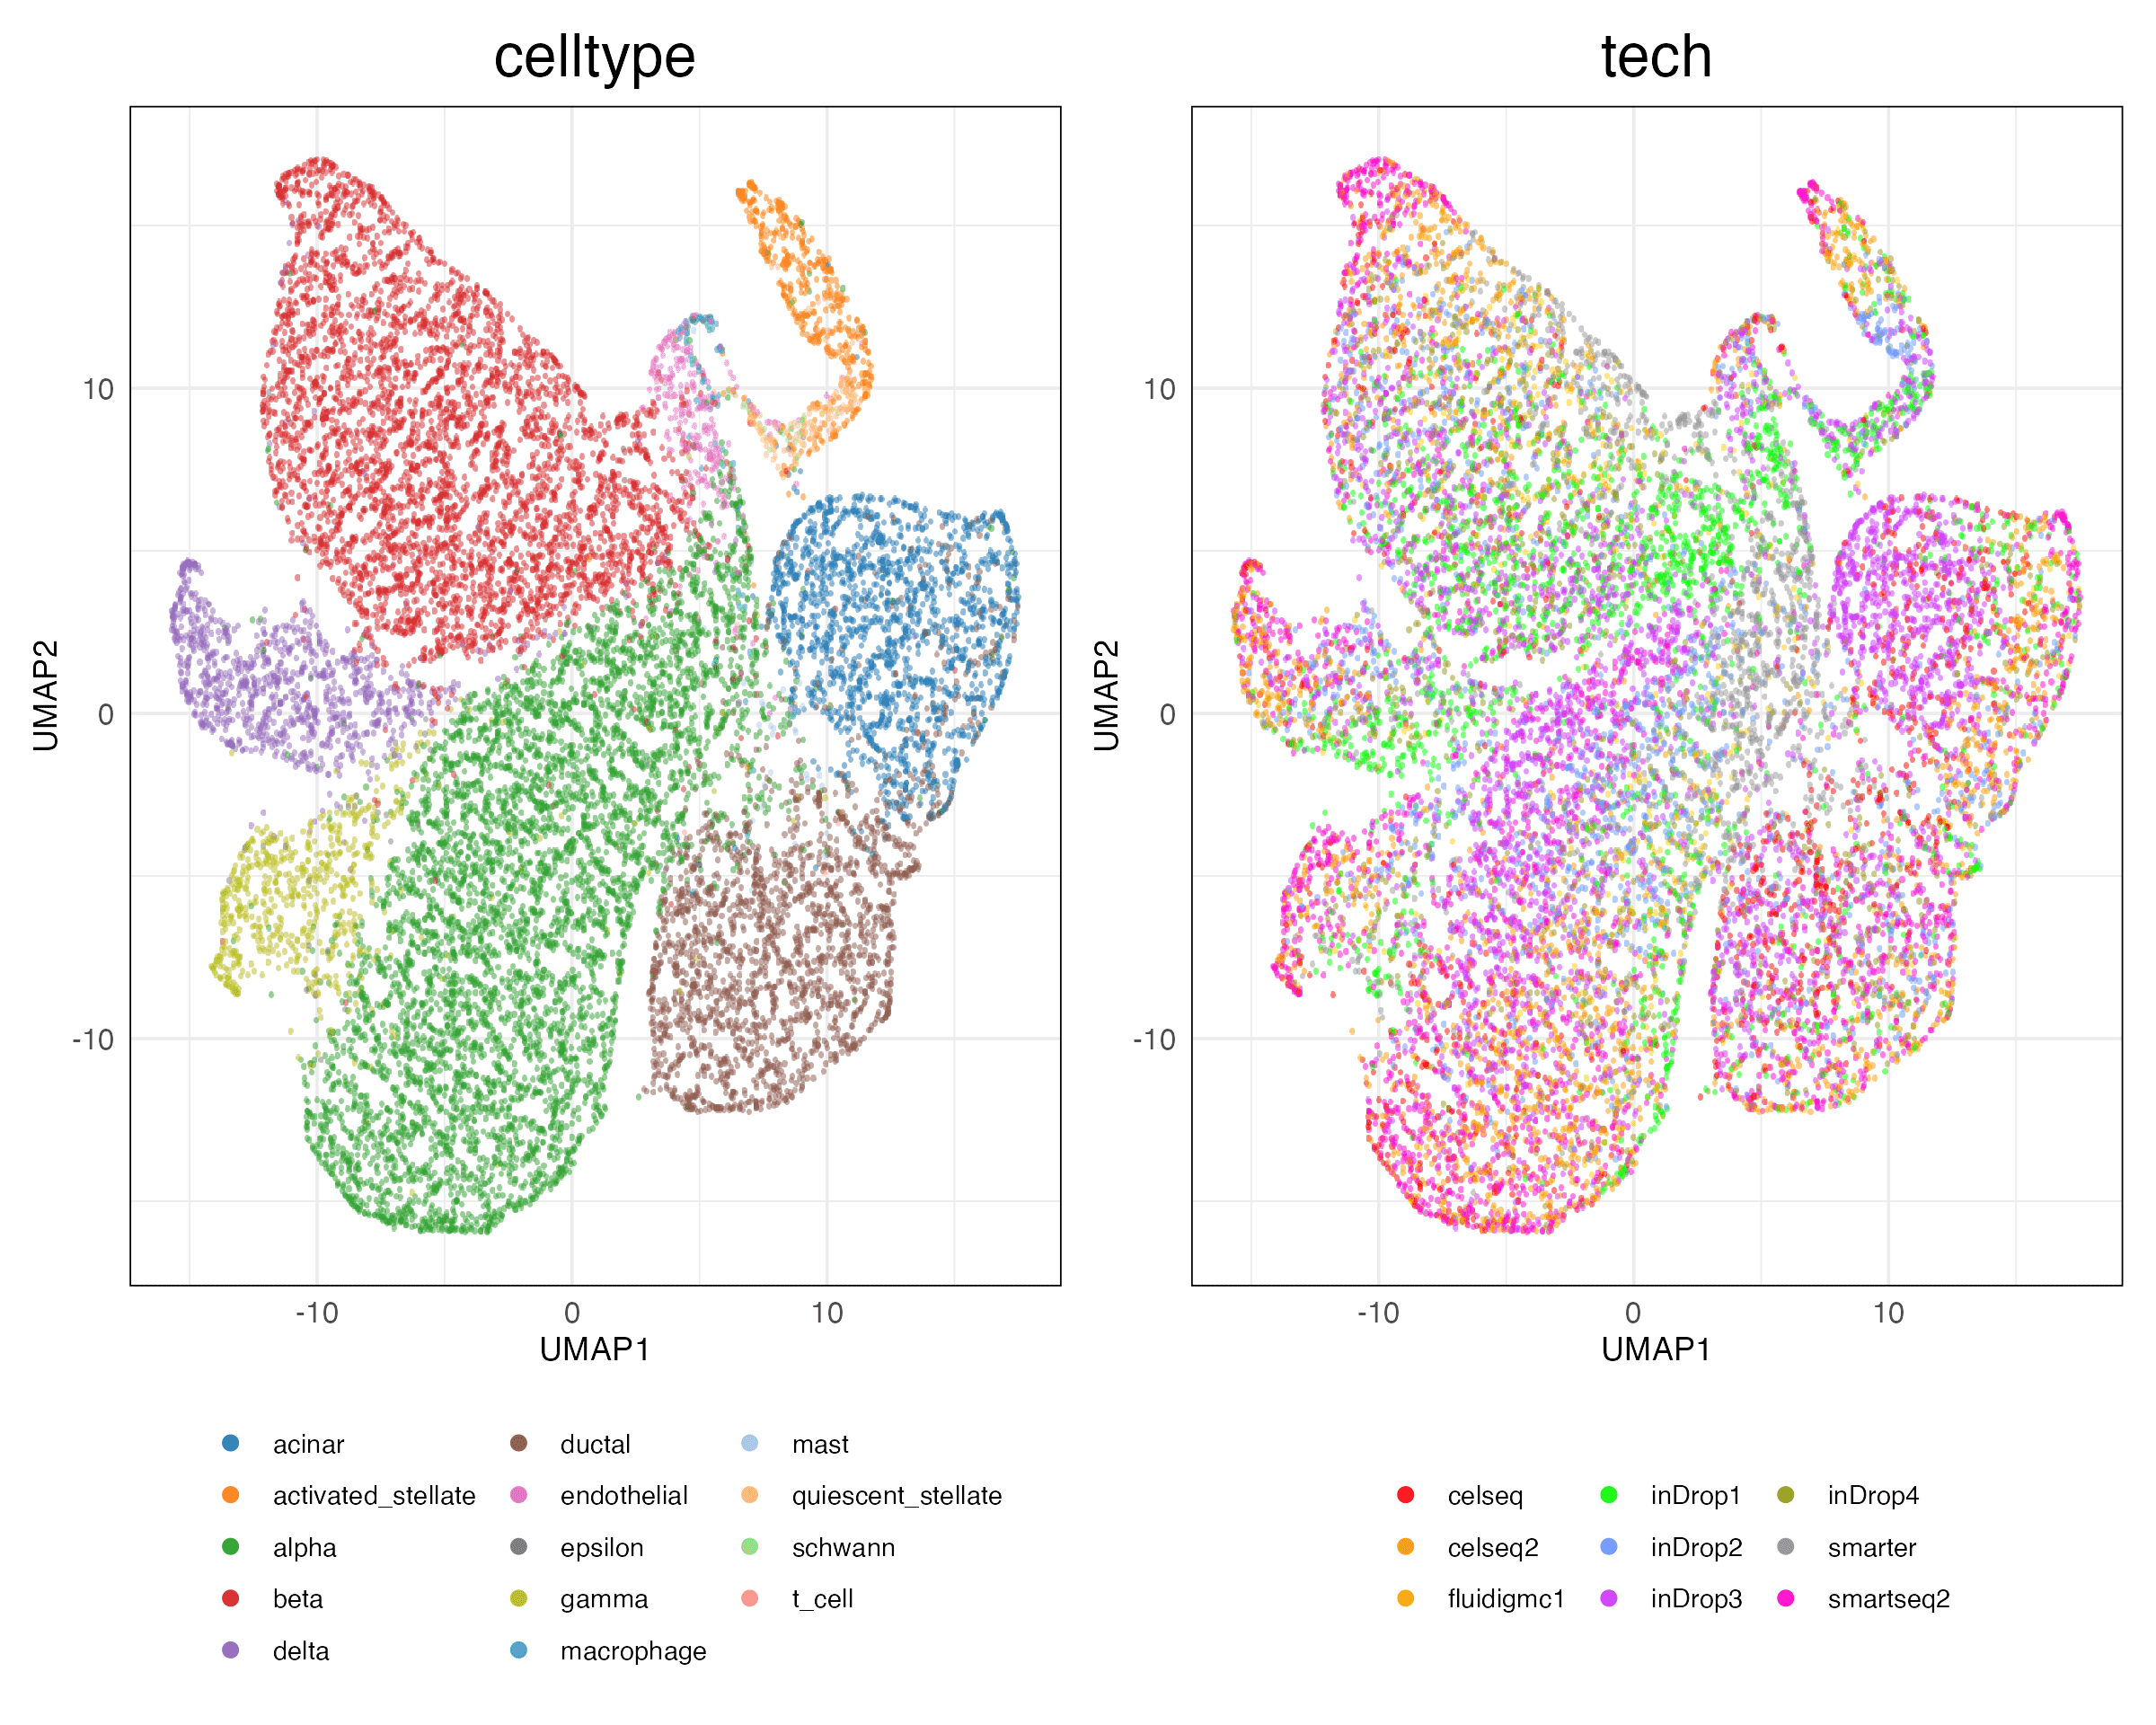 celltype
UMAP2
10
0
-10
-10 0 10
UMAP1
acinar
activated_stellate
alpha
beta
delta
ductal
endothelial
epsilon
gamma
macrophage
mast
quiescent_stellate
schwann
t_cell
tech
UMAP2
10
0
-10
-10 0 10
UMAP1
celseq
celseq2
fluidigmc1
inDrop1
inDrop2
inDrop3
inDrop4
smarter
smartseq2